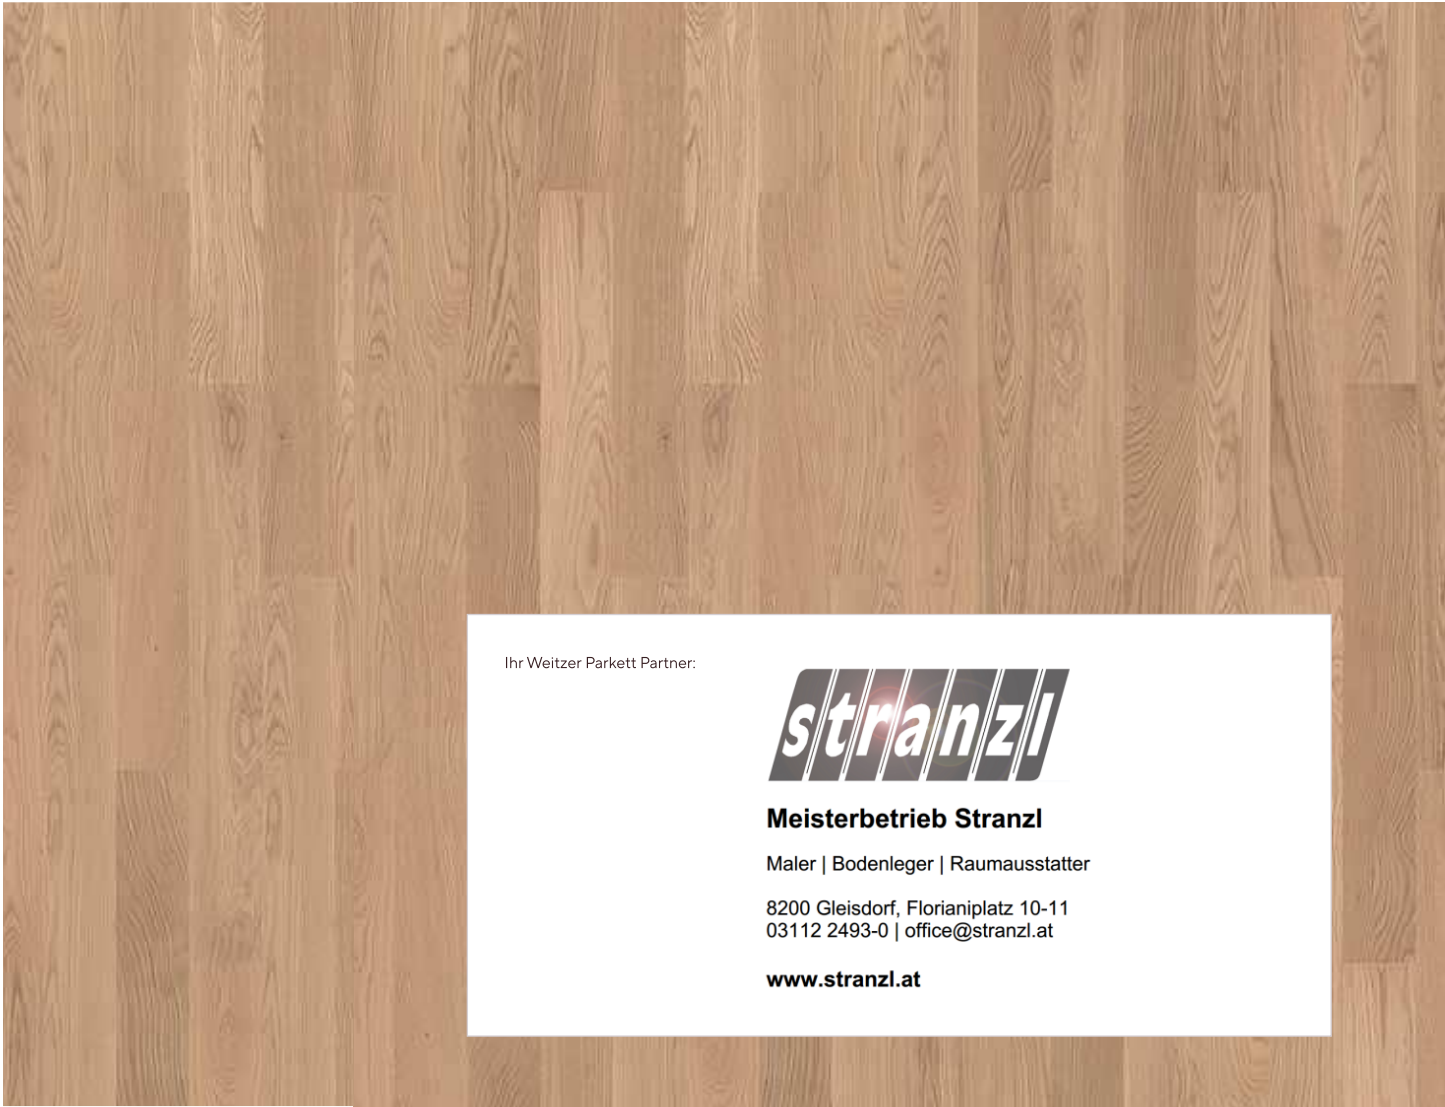 Ihr Weitzer Parkett Partner:
stranzl
Meisterbetrieb Stranzl
Maler | Bodenleger | Raumausstatter
8200 Gleisdorf, Florianiplatz 10-11
03112 2493-0 | office@stranzl.at
www.stranzl.at